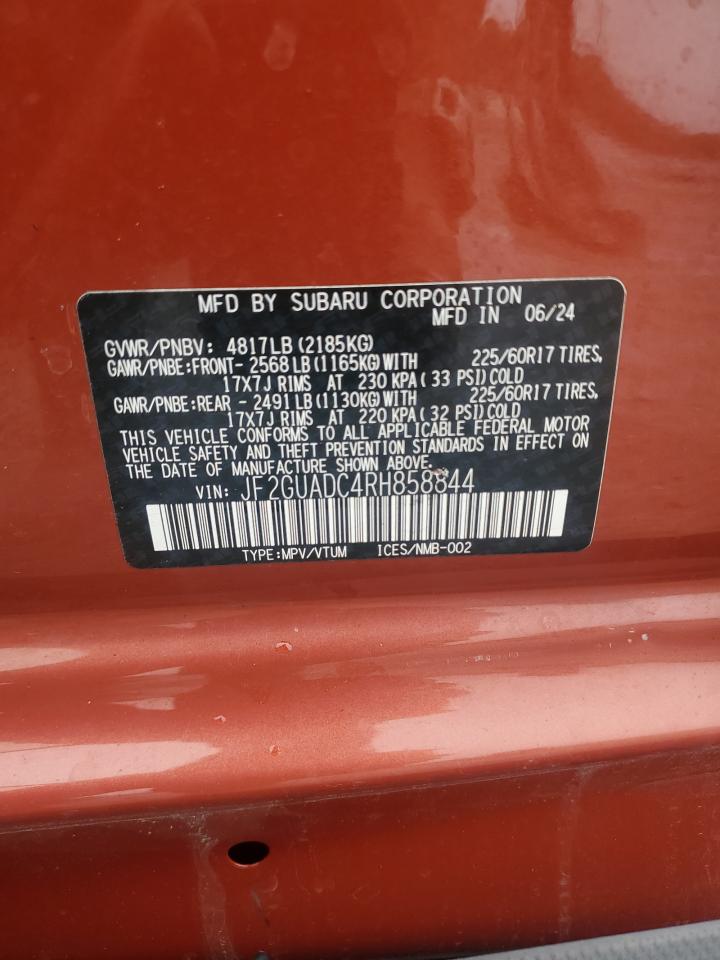 MFD BY SUBARU CORPORATION
MFD IN 06/24
GVWR/PNBV: 4817LB (2185KG)
GAWR/PNBE:FRONT- 2568 LB (1165KG) WITH 225/60R17 TIRES,
17X7J RIMS AT 230 KPA ( 33 PSI) COLD
GAWR/PNBE:REAR - 2491 LB (1130KG) WITH 225/60R17 TIRES,
17X7J RIMS AT 220 KPA ( 32 PSI) COLD
THIS VEHICLE CONFORMS TO ALL APPLICABLE FEDERAL MOTOR
VEHICLE SAFETY AND THEFT PREVENTION STANDARDS IN EFFECT ON
THE DATE OF MANUFACTURE SHOWN ABOVE.
VIN: JF2GUADC4RH858844
TYPE:MPV/VTUM ICES/NMB-002